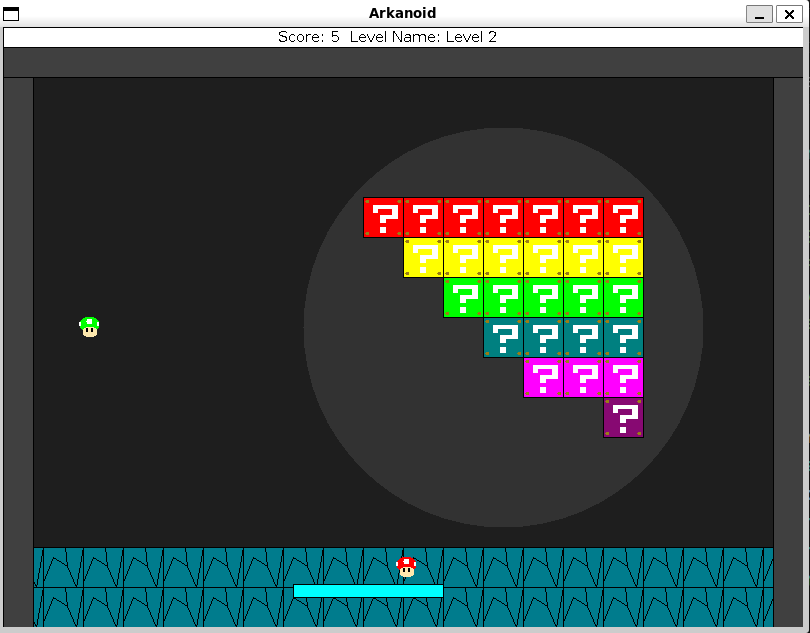 Arkanoid
Score: 5 Level Name: Level 2
? ? ? ? ? ? ?
? ? ? ? ? ?
? ? ? ? ?
? ? ? ?
? ? ?
?